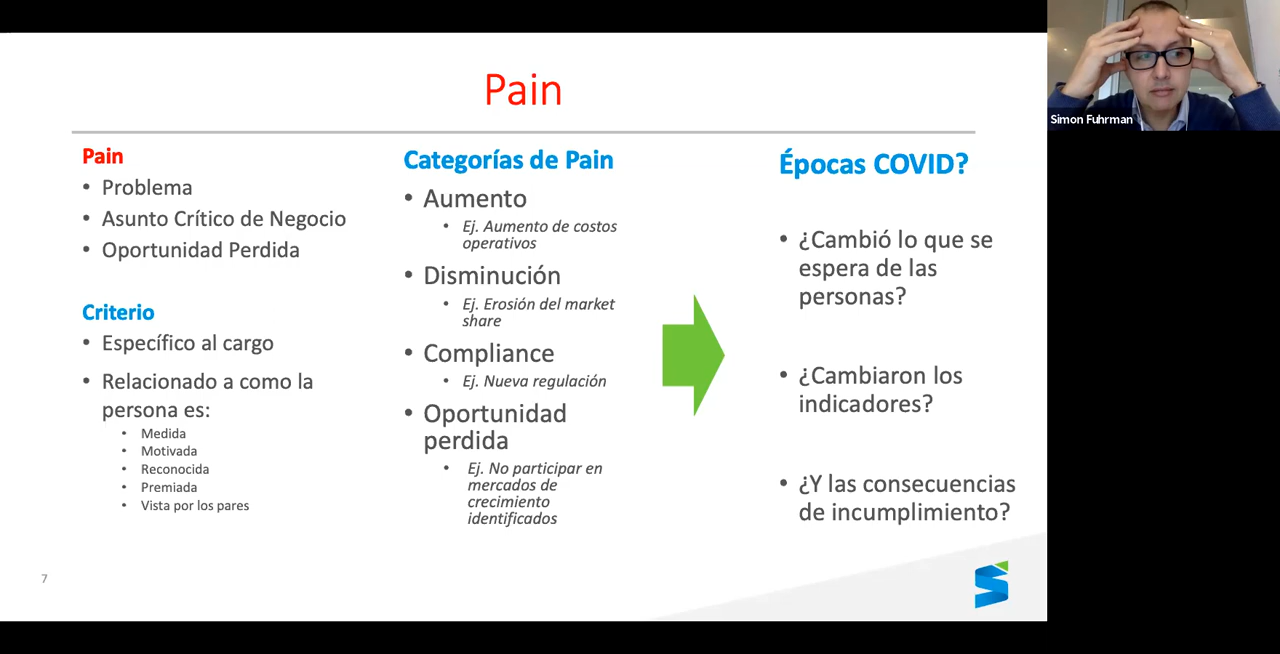 Pain
Pain
• Problema
• Asunto Crítico de Negocio
• Oportunidad Perdida
Criterio
• Específico al cargo
• Relacionado a como la
persona es:
• Medida
• Motivada
• Reconocida
• Premiada
• Vista por los pares
Categorías de Pain
• Aumento
• Ej. Aumento de costos
operativos
• Disminución
• Ej. Erosión del market
share
• Compliance
• Ej. Nueva regulación
• Oportunidad
perdida
• Ej. No participar en
mercados de
crecimiento
identificados
Épocas COVID?
• ¿Cambió lo que se
espera de las
personas?
• ¿Cambiaron los
indicadores?
• ¿Y las consecuencias
de incumplimiento?
7
Simon Fuhrman